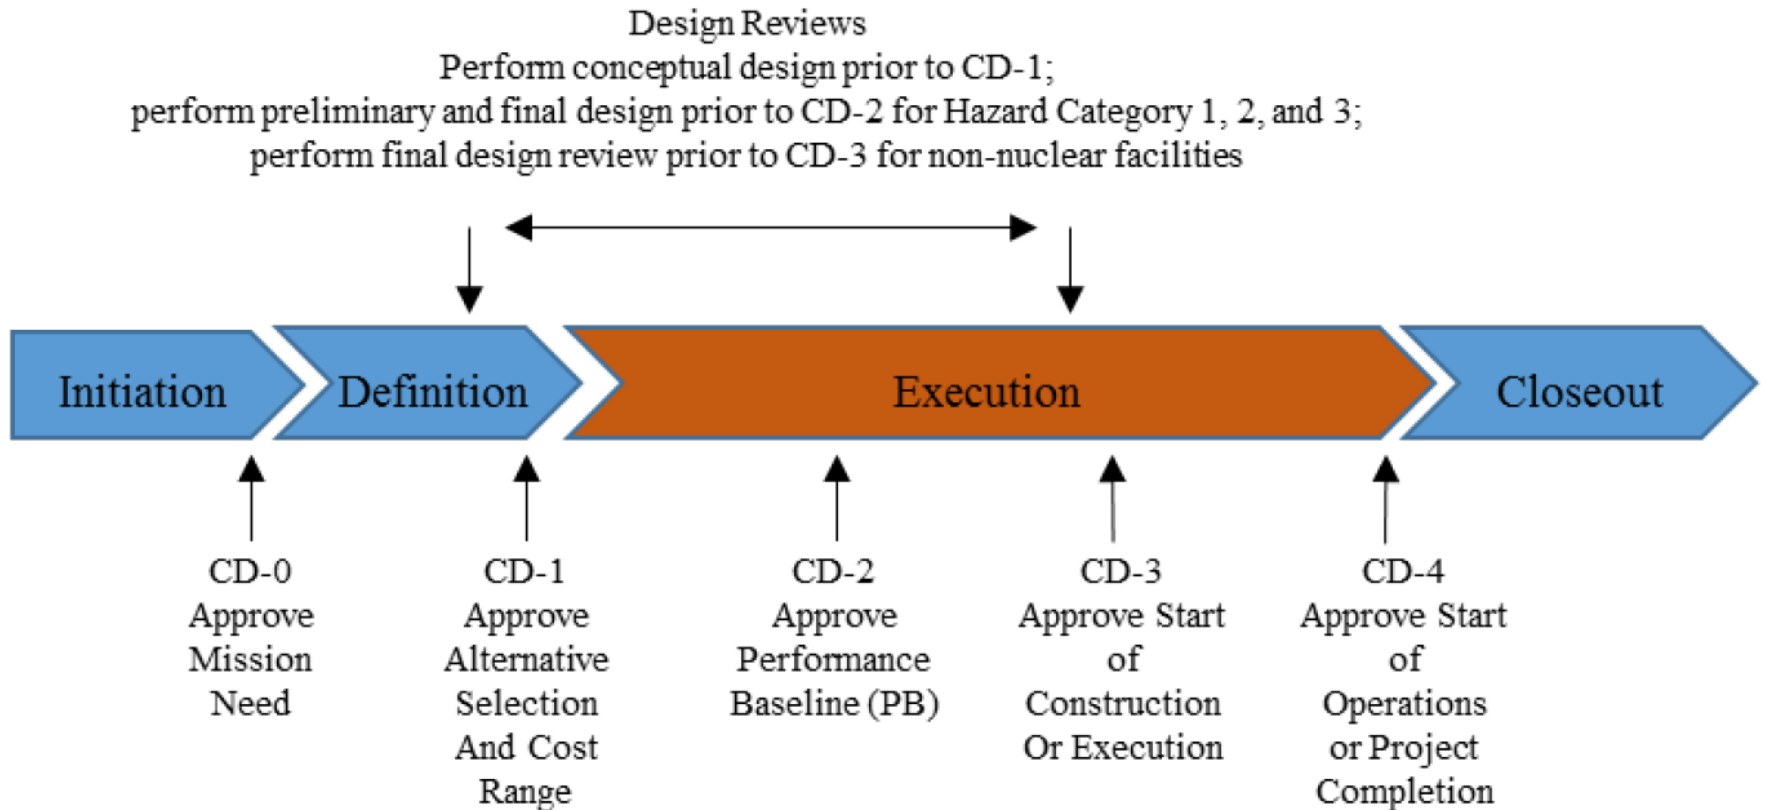 Design Reviews
Perform conceptual design prior to CD-1;
perform preliminary and final design prior to CD-2 for Hazard Category 1, 2, and 3;
perform final design review prior to CD-3 for non-nuclear facilities
Initiation
Definition
Execution
Closeout
CD-0
Approve
Mission
Need
CD-1
Approve
Alternative
Selection
And Cost
Range
CD-2
Approve
Performance
Baseline (PB)
CD-3
Approve Start
of
Construction
Or Execution
CD-4
Approve Start
of
Operations
or Project
Completion